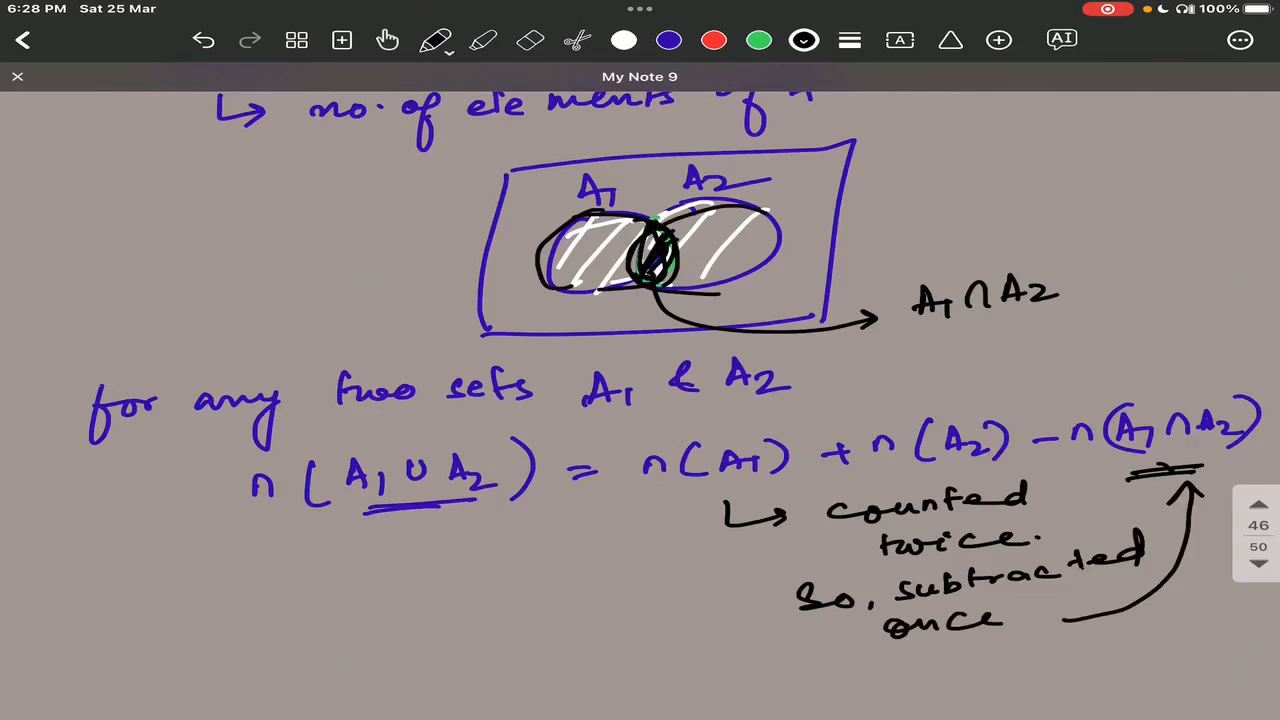 6:28 PM Sat 25 Mar
100%
A
AI
My Note 9
↳ no. of elements of
A1 A2
A1 ∩ A2
for any two sets A1 & A2
n ( A1 ∪ A2 ) = n(A1) + n(A2) - n(A1 ∩ A2)
↳ counted
twice.
So, subtracted
once
46
50